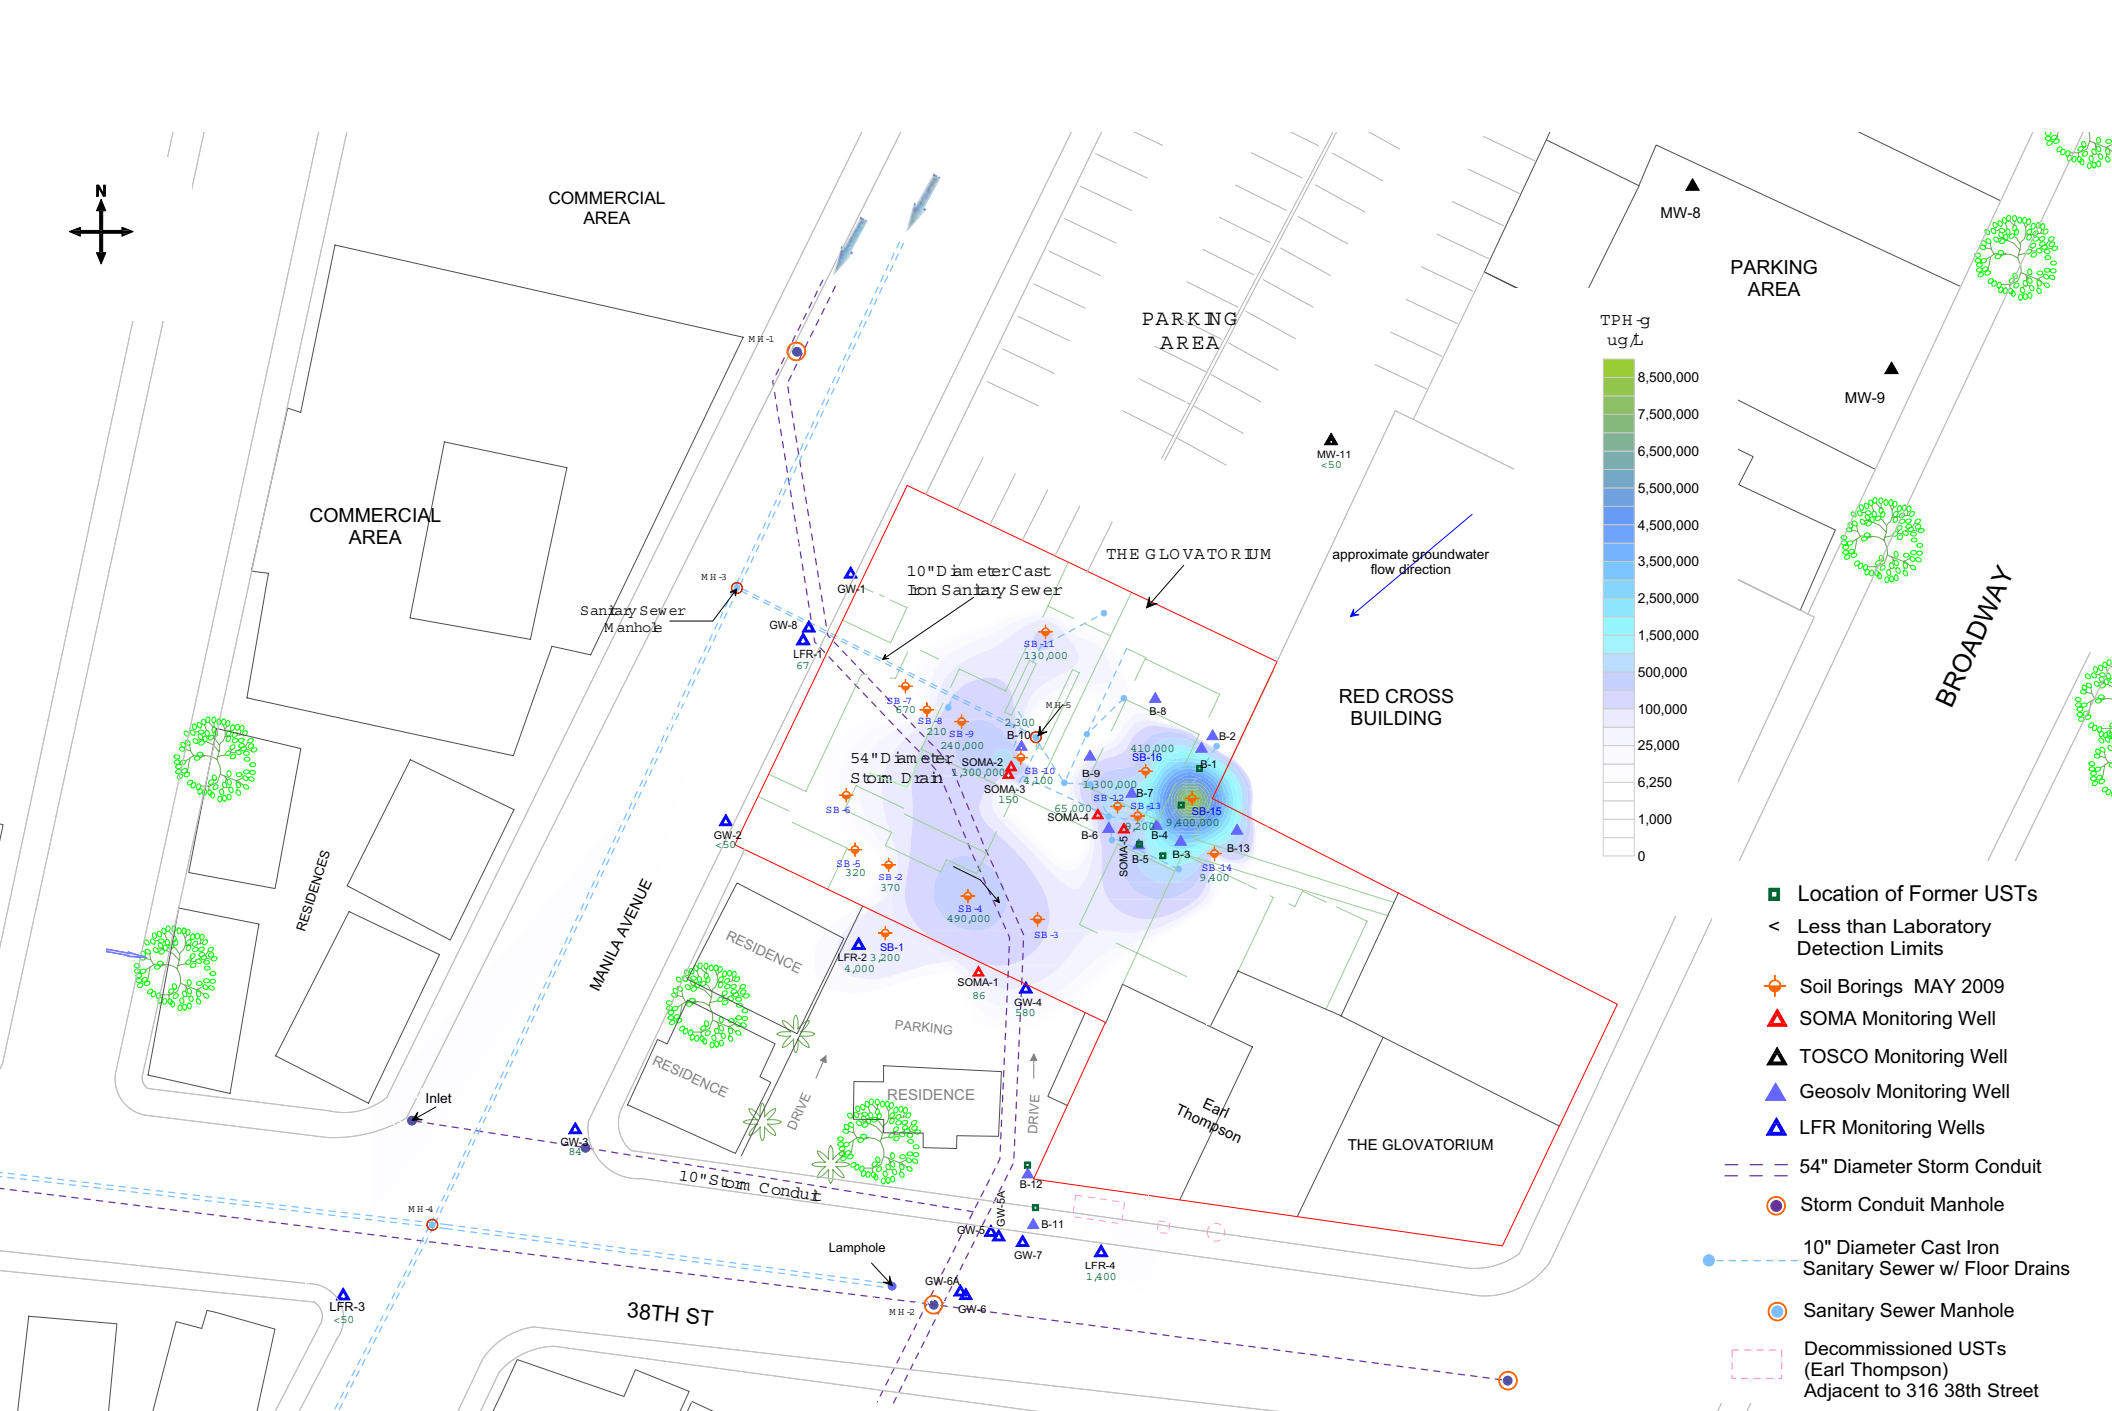 N
COMMERCIAL
AREA
MW-8
PARKING
AREA
PARKING
AREA
TPH-g
ug/L
8,500,000
7,500,000
6,500,000
5,500,000
4,500,000
3,500,000
2,500,000
1,500,000
500,000
100,000
25,000
6,250
1,000
0
MH-1
MW-9
MW-11
<50
COMMERCIAL
AREA
THE GLOVATORIUM
approximate groundwater
flow direction
10" Diameter Cast
Iron Sanitary Sewer
MH-3
GW-1
Sanitary Sewer
Manhole
GW-8
LFR-1
67
BROADWAY
SB-11
130,000
RED CROSS
BUILDING
SB-7
670
SB-8
210
SB-9
240,000
MH-5
2,300
B-10
B-8
B-2
410,000
SB-16
B-1
54" Diameter
Storm Drain
SOMA-2
1,300,000
SB-10
4,100
SOMA-3
150
B-9
1,300,000
B-7
SB-12
SB-13
65,000
SOMA-4
SB-15
9,400,000
9,200
B-6
B-4
B-13
SOMA-5
B-5
B-3
SB-14
9,400
SB-6
GW-2
<50
SB-5
320
SB-2
370
SB-4
490,000
SB-3
RESIDENCES
MANILA AVENUE
RESIDENCE
SB-1
3,200
LFR-2
4,000
SOMA-1
86
GW-4
580
PARKING
RESIDENCE
RESIDENCE
DRIVE
DRIVE
Earl
Thompson
THE GLOVATORIUM
Inlet
GW-3
84
10" Storm Conduit
B-12
GW-5A
GW-5
B-11
GW-7
LFR-4
1,400
MH-4
Lamphole
GW-6A
GW-6
MH-2
LFR-3
<50
38TH ST
Location of Former USTs
< Less than Laboratory
Detection Limits
Soil Borings MAY 2009
SOMA Monitoring Well
TOSCO Monitoring Well
Geosolv Monitoring Well
LFR Monitoring Wells
54" Diameter Storm Conduit
Storm Conduit Manhole
10" Diameter Cast Iron
Sanitary Sewer w/ Floor Drains
Sanitary Sewer Manhole
Decommissioned USTs
(Earl Thompson)
Adjacent to 316 38th Street